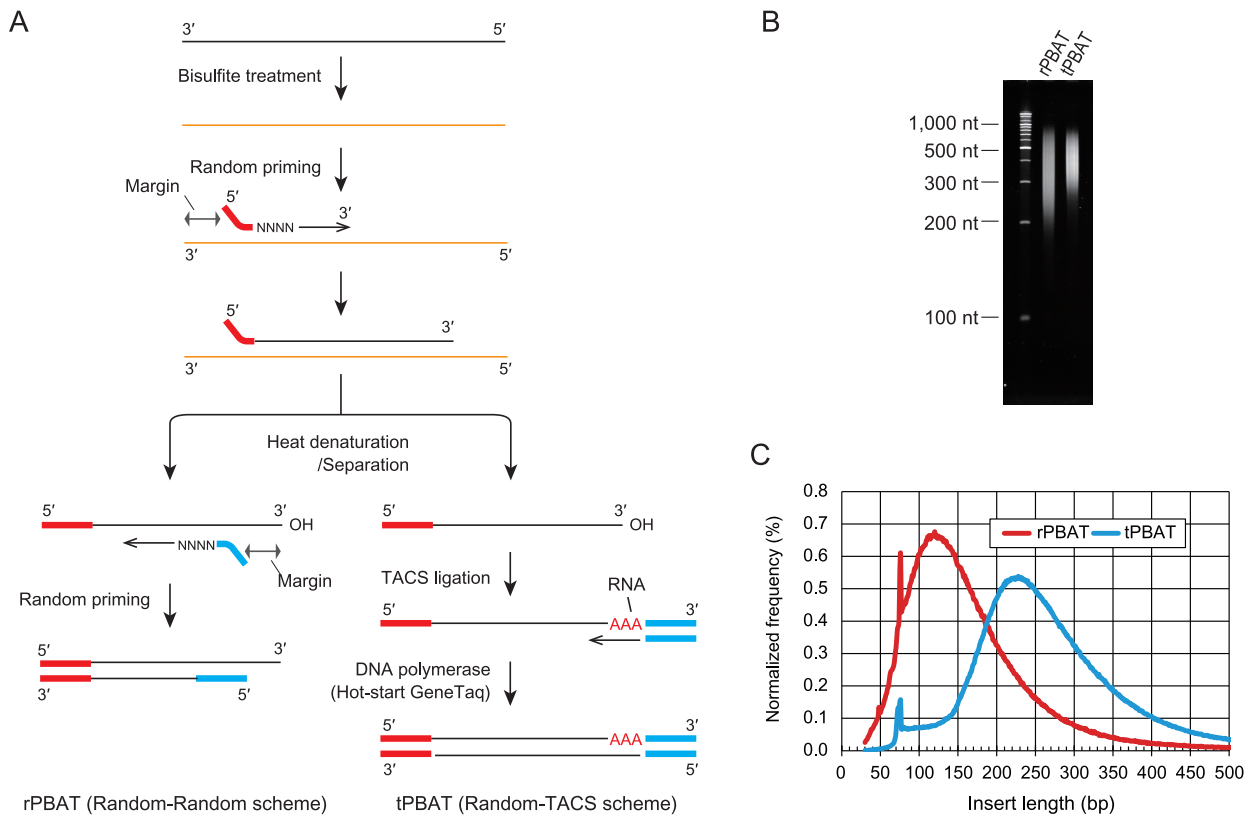 A
3′ 5′
Bisulfite treatment
Random priming
Margin
5′
3′
NNNN
3′ 5′
5′
3′
3′ 5′
Heat denaturation
/Separation
5′ 3′
OH
NNNN
Margin
Random priming
5′ 3′
3′ 5′
rPBAT (Random-Random scheme)
5′ 3′
OH
TACS ligation
RNA
5′ 3′
AAA
DNA polymerase
(Hot-start GeneTaq)
5′ 3′
AAA
3′ 5′
tPBAT (Random-TACS scheme)
B
rPBAT
tPBAT
1,000 nt
500 nt
300 nt
200 nt
100 nt
C
Normalized frequency (%)
0.8
0.7
0.6
0.5
0.4
0.3
0.2
0.1
0.0
rPBAT tPBAT
0 50 100 150 200 250 300 350 400 450 500
Insert length (bp)